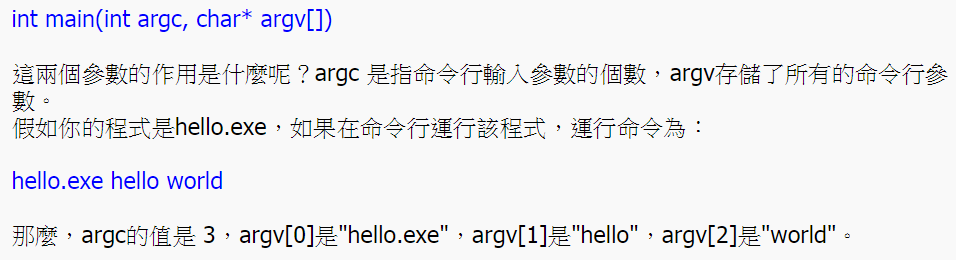 int main(int argc, char* argv[])
這兩個參數的作用是什麼呢？argc 是指命令行輸入參數的個數，argv存儲了所有的命令行參
數。
假如你的程式是hello.exe，如果在命令行運行該程式，運行命令為：
hello.exe hello world
那麼，argc的值是 3，argv[0]是"hello.exe"，argv[1]是"hello"，argv[2]是"world"。